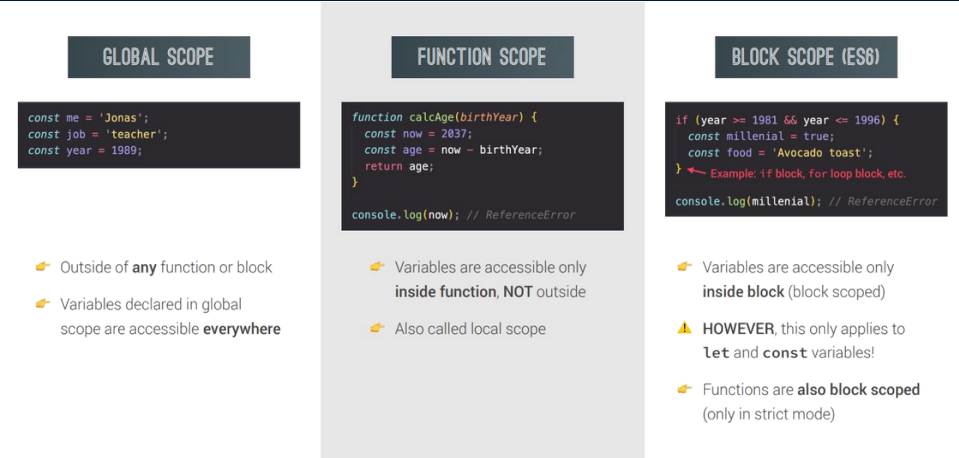 GLOBAL SCOPE
const me = 'Jonas';
const job = 'teacher';
const year = 1989;
Outside of any function or block
Variables declared in global
scope are accessible everywhere
FUNCTION SCOPE
function calcAge(birthYear) {
const now = 2037;
const age = now - birthYear;
return age;
}
console.log(now); // ReferenceError
Variables are accessible only
inside function, NOT outside
Also called local scope
BLOCK SCOPE (ES6)
if (year >= 1981 && year <= 1996) {
const millenial = true;
const food = 'Avocado toast';
} Example: if block, for loop block, etc.
console.log(millenial); // ReferenceError
Variables are accessible only
inside block (block scoped)
HOWEVER, this only applies to
let and const variables!
Functions are also block scoped
(only in strict mode)